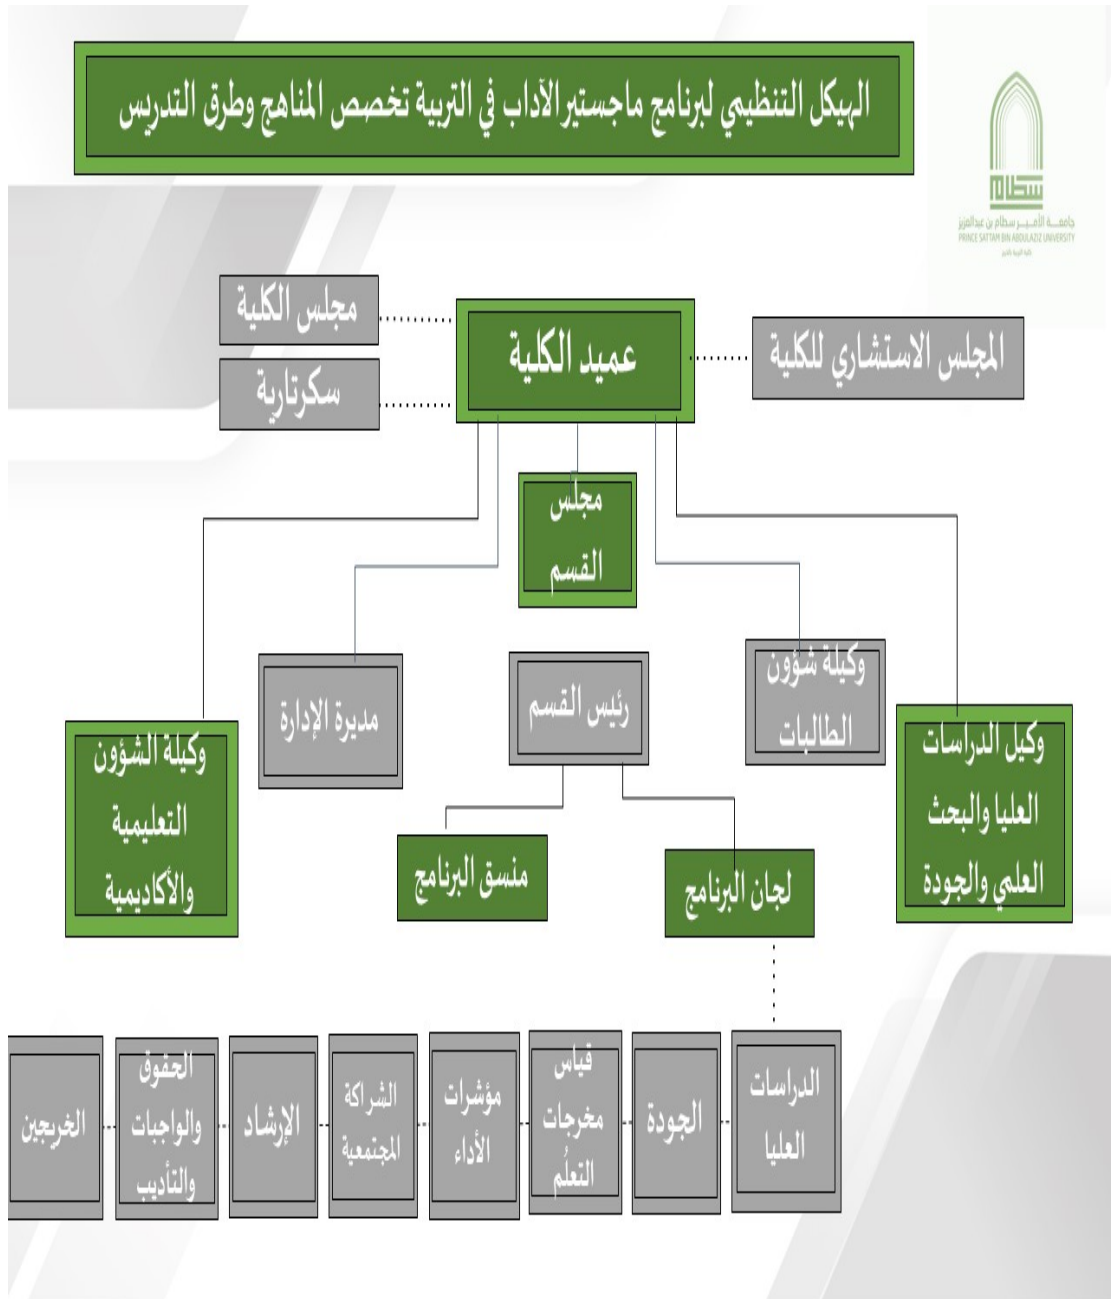 الهيكل التنظيمي لبرنامج ماجستير الآداب في التربية تخصص المناهج وطرق التدريس
سطام
جامعة الأمير سطام بن عبدالعزيز
PRINCE SATTAM BIN ABDULAZIZ UNIVERSITY
مجلس الكلية
عميد الكلية
المجلس الاستشاري للكلية
سكرتارية
مجلس
القسم
وكيلة شؤون
الطالبات
رئيس القسم
مديرة الإدارة
وكيل الدراسات
العليا والبحث
العلمي والجودة
وكيلة الشؤون
التعليمية
والأكاديمية
لجان البرنامج
منسق البرنامج
الدراسات
العليا
الجودة
قياس
مخرجات
التعلُم
مؤشرات
الأداء
الشراكة
المجتمعية
الإرشاد
الحقوق
والواجبات
والتأديب
الخريجين